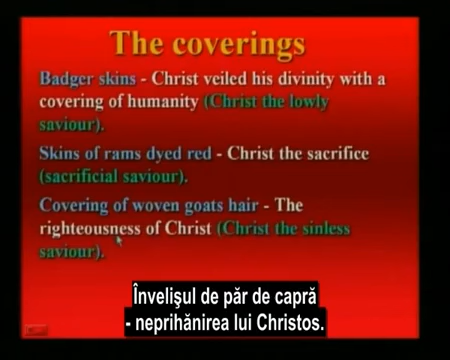 The coverings
Badger skins - Christ veiled his divinity with a
covering of humanity (Christ the lowly
saviour).
Skins of rams dyed red - Christ the sacrifice
(sacrificial saviour).
Covering of woven goats hair - The
righteousness of Christ (Christ the sinless
saviour).
Învelişul de păr de capră
- neprihănirea lui Christos.